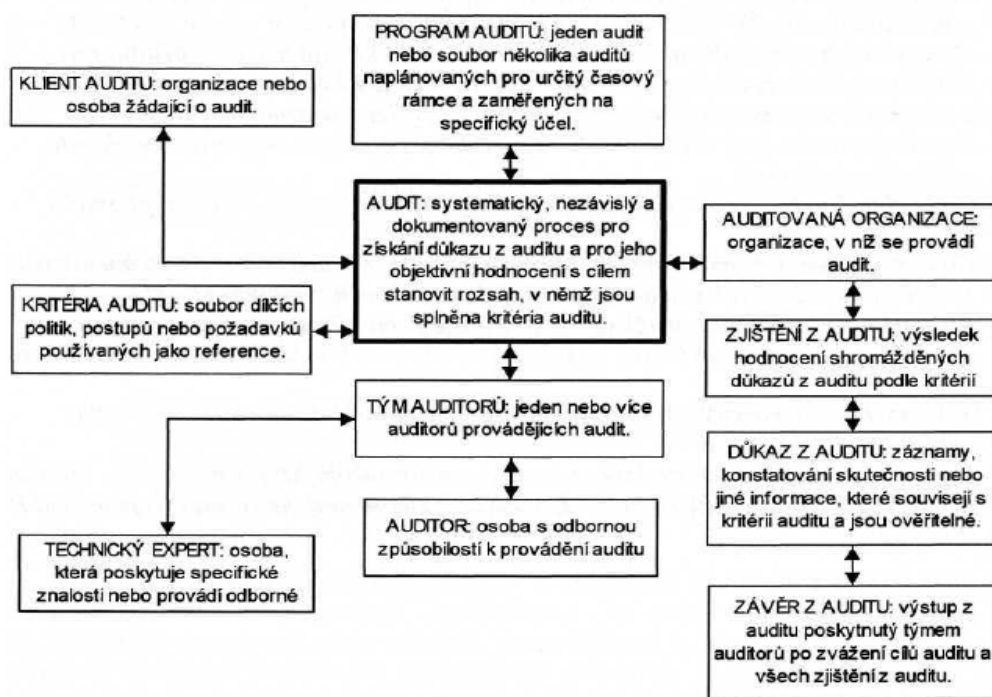 PROGRAM AUDITŮ: jeden audit
nebo soubor několika auditů
naplánovaných pro určitý časový
rámce a zaměřených na
specifický účel.
KLIENT AUDITU: organizace nebo
osoba žádající o audit.
AUDIT: systematický, nezávislý a
dokumentovaný proces pro
získání důkazu z auditu a pro jeho
objektivní hodnocení s cílem
stanovit rozsah, v němž jsou
splněna kritéria auditu.
AUDITOVANÁ ORGANIZACE:
organizace, v níž se provádí
audit.
KRITÉRIA AUDITU: soubor dílčích
politik, postupů nebo požadavků
používaných jako reference.
ZJIŠTĚNÍ Z AUDITU: výsledek
hodnocení shromážděných
důkazů z auditu podle kritérií
TÝM AUDITORŮ: jeden nebo více
auditorů provádějících audit.
DŮKAZ Z AUDITU: záznamy,
konstatování skutečnosti nebo
jiné informace, které souvisejí s
kritérii auditu a jsou ověřitelné.
AUDITOR: osoba s odbornou
způsobilostí k provádění auditu
TECHNICKÝ EXPERT: osoba,
která poskytuje specifické
znalosti nebo provádí odborné
ZÁVĚR Z AUDITU: výstup z
auditu poskytnutý týmem
auditorů po zvážení cílů auditu a
všech zjištění z auditu.